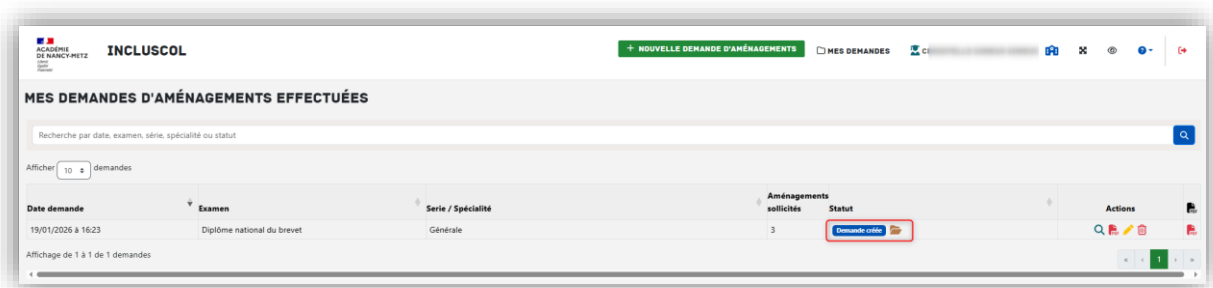 ACADÉMIE
DE NANCY-METZ
INCLUSCOL
+ NOUVELLE DEMANDE D'AMÉNAGEMENTS
MES DEMANDES
MES DEMANDES D'AMÉNAGEMENTS EFFECTUÉES
Recherche par date, examen, série, spécialité ou statut
Afficher 10 demandes
Date demande
Examen
Serie / Spécialité
Aménagements sollicités
Statut
Actions
19/01/2026 à 16:23
Diplôme national du brevet
Générale
3
Demande créée
Affichage de 1 à 1 de 1 demandes
« ‹ 1 › »